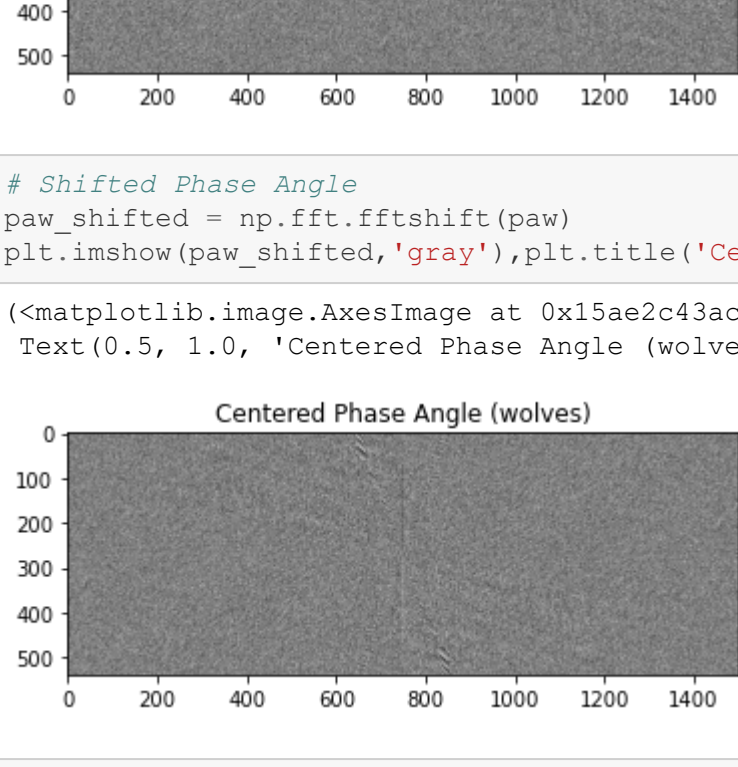 400
500
0 200 400 600 800 1000 1200 1400
# Shifted Phase Angle
paw_shifted = np.fft.fftshift(paw)
plt.imshow(paw_shifted,'gray'),plt.title('Ce
(<matplotlib.image.AxesImage at 0x15ae2c43ac
Text(0.5, 1.0, 'Centered Phase Angle (wolve
Centered Phase Angle (wolves)
0
100
200
300
400
500
0 200 400 600 800 1000 1200 1400